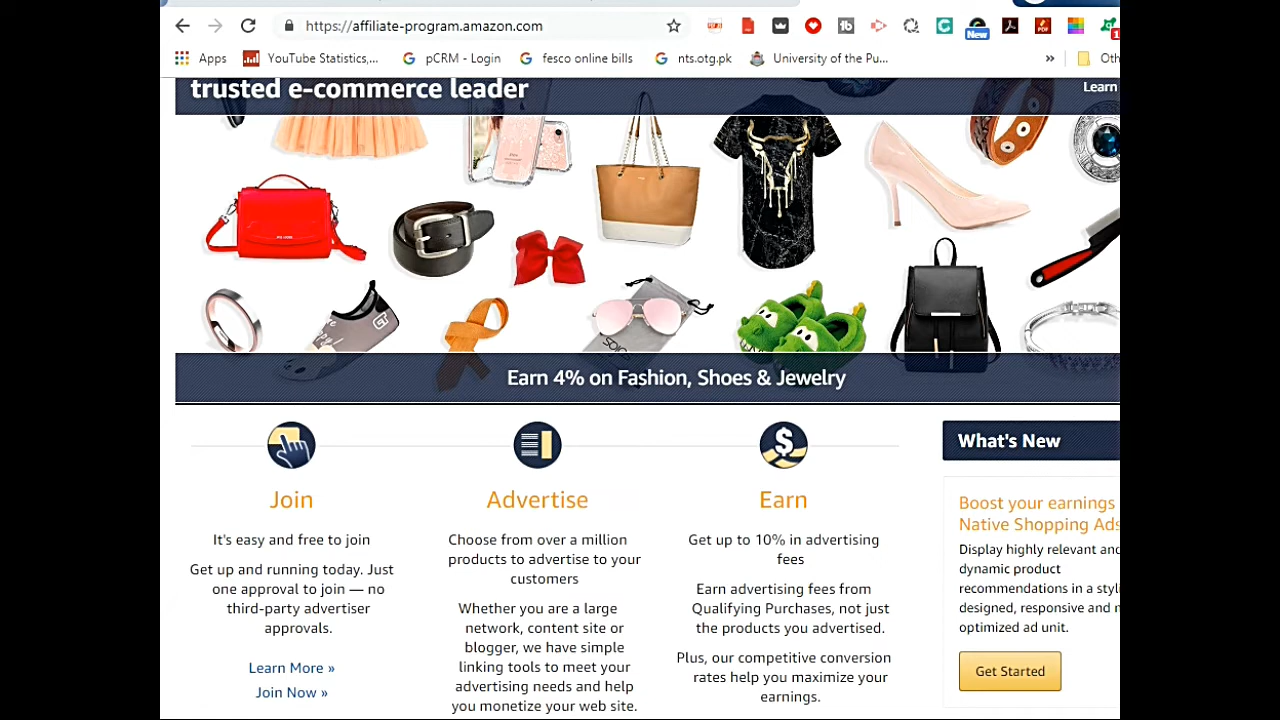 https://affiliate-program.amazon.com
New
1
Apps
YouTube Statistics,...
pCRM - Login
fesco online bills
nts.otg.pk
University of the Pu...
»
Oth
trusted e-commerce leader
Learn
Earn 4% on Fashion, Shoes & Jewelry
Join
It's easy and free to join
Get up and running today. Just
one approval to join — no
third-party advertiser
approvals.
Learn More »
Join Now »
Advertise
Choose from over a million
products to advertise to your
customers
Whether you are a large
network, content site or
blogger, we have simple
linking tools to meet your
advertising needs and help
you monetize your web site.
Earn
Get up to 10% in advertising
fees
Earn advertising fees from
Qualifying Purchases, not just
the products you advertised.
Plus, our competitive conversion
rates help you maximize your
earnings.
What's New
Boost your earnings
Native Shopping Ads
Display highly relevant and
dynamic product
recommendations in a styli
designed, responsive and m
optimized ad unit.
Get Started